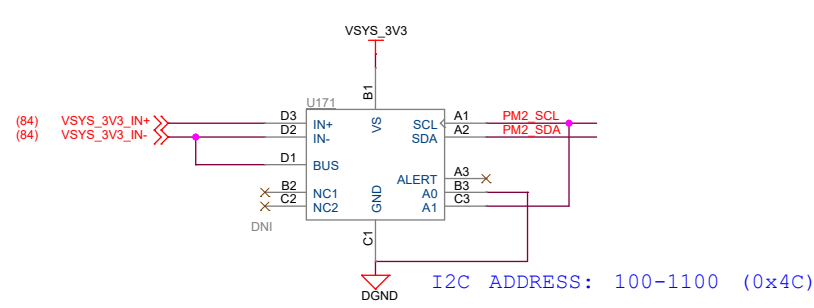 VSYS_3V3
U171
B1
VS
(84) VSYS_3V3_IN+ D3 IN+ SCL A1 PM2_SCL
(84) VSYS_3V3_IN- D2 IN- SDA A2 PM2_SDA
D1 BUS
ALERT A3
B2 NC1 A0 B3
C2 NC2 A1 C3
GND
DNI
C1
DGND
I2C ADDRESS: 100-1100 (0x4C)